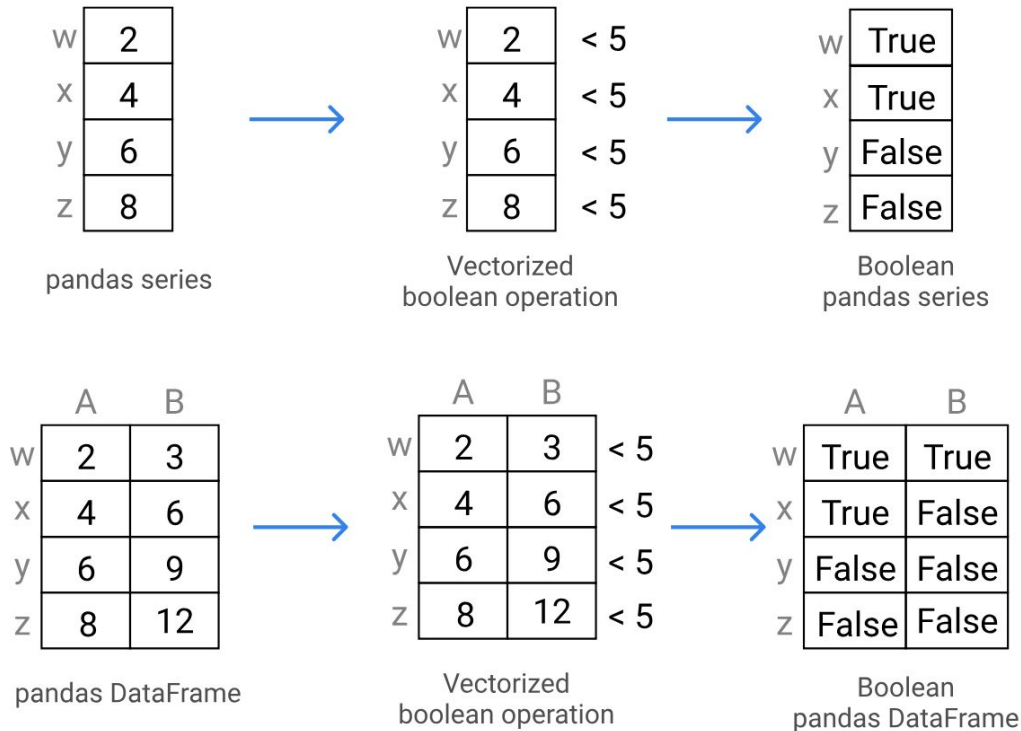 w 2 w 2 < 5 w True
x 4 x 4 < 5 x True
y 6 y 6 < 5 y False
z 8 z 8 < 5 z False
pandas series
Vectorized
boolean operation
Boolean
pandas series
A B A B A B
w 2 3 w 2 3 < 5 w True True
x 4 6 x 4 6 < 5 x True False
y 6 9 y 6 9 < 5 y False False
z 8 12 z 8 12 < 5 z False False
pandas DataFrame
Vectorized
boolean operation
Boolean
pandas DataFrame